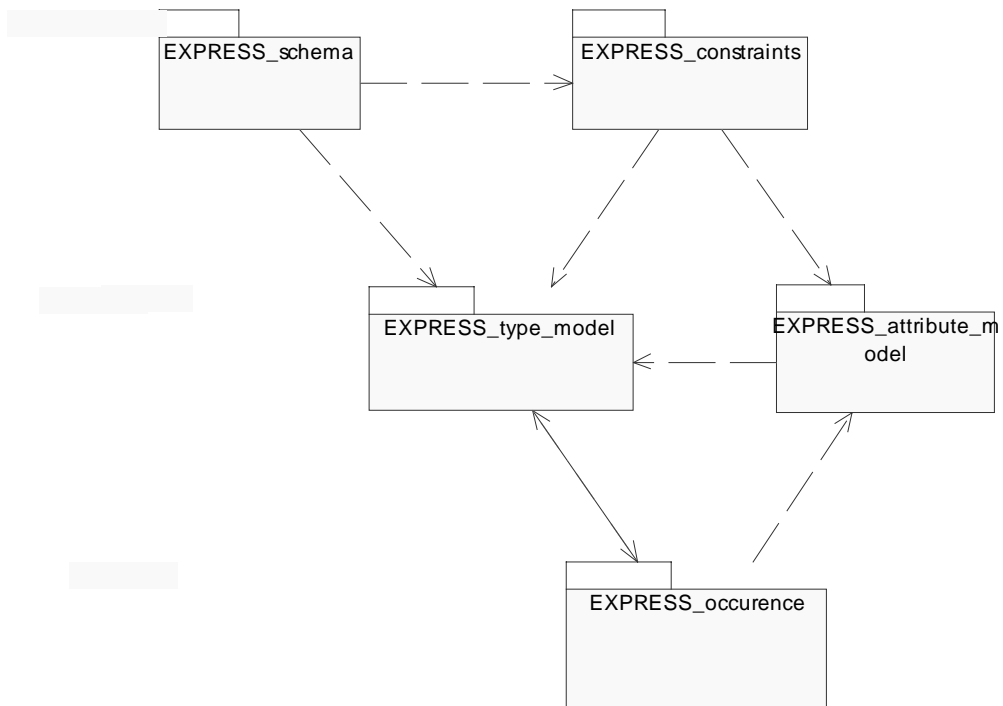 EXPRESS_schema
EXPRESS_constraints
EXPRESS_type_model
EXPRESS_attribute_m
odel
EXPRESS_occurence